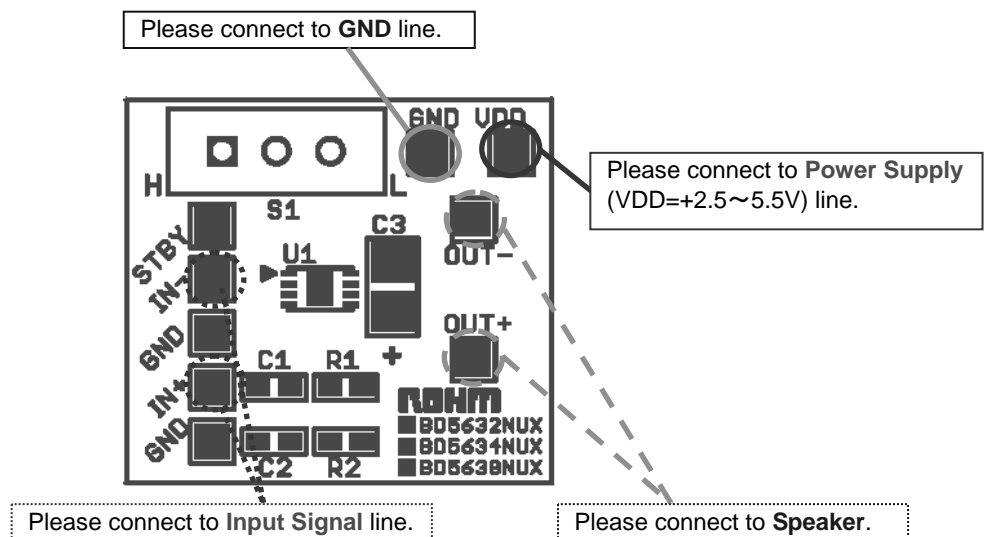 Please connect to GND line.
GND VDD
Please connect to Power Supply
(VDD=+2.5～5.5V) line.
H
L
S1
STBY
C3
U1
OUT-
IN-
OUT+
GND
C1
R1
+
IN+
ROHM
BD5632NUX
GND
BD5634NUX
C2
R2
BD5638NUX
Please connect to Input Signal line.
Please connect to Speaker.